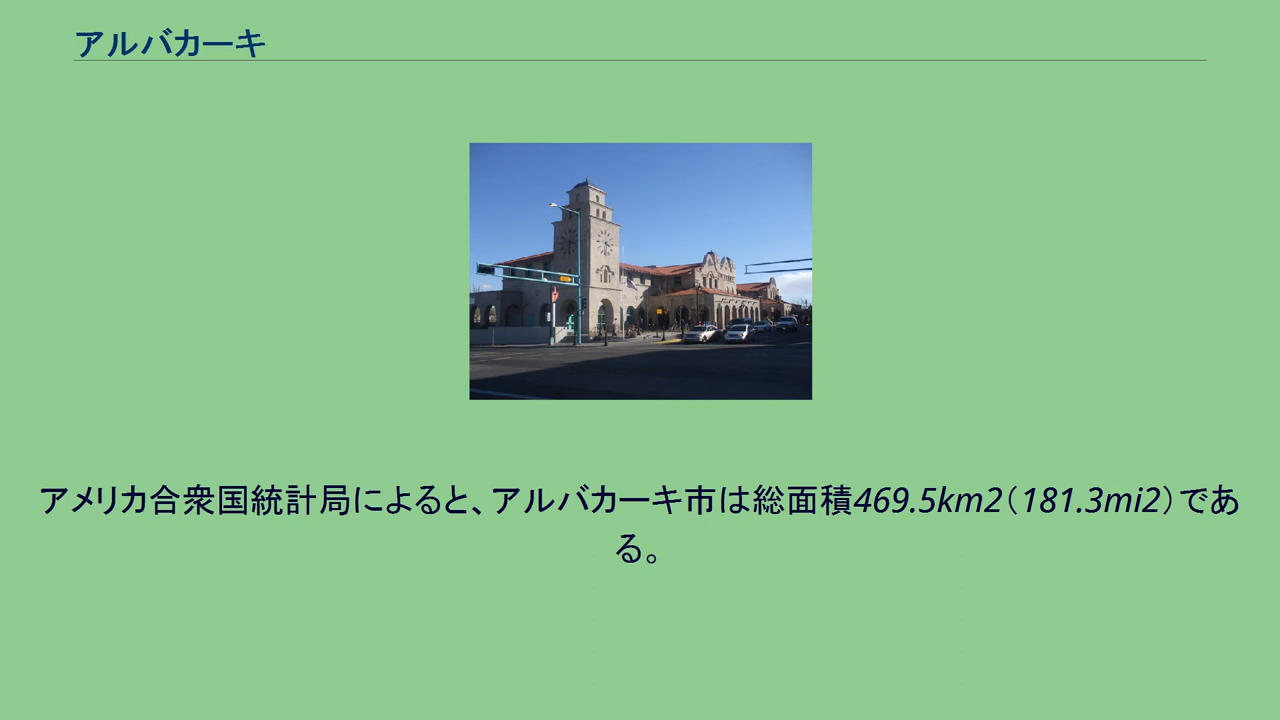 アルバカーキ
アメリカ合衆国統計局によると、アルバカーキ市は総面積469.5km2（181.3mi2）であ
る。